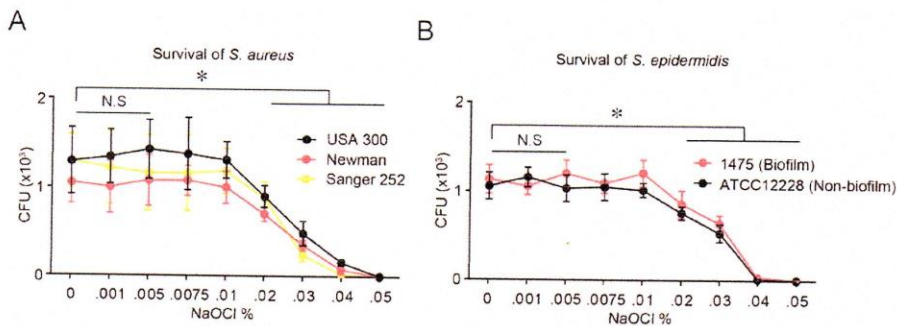 A
Survival of S. aureus
*
N.S
2
1
0
CFU (x10³)
USA 300
Newman
Sanger 252
0 .001 .005 .0075 .01 .02 .03 .04 .05
NaOCl %
B
Survival of S. epidermidis
*
N.S
2
1
0
CFU (x10³)
1475 (Biofilm)
ATCC12228 (Non-biofilm)
0 .001 .005 .0075 .01 .02 .03 .04 .05
NaOCl %